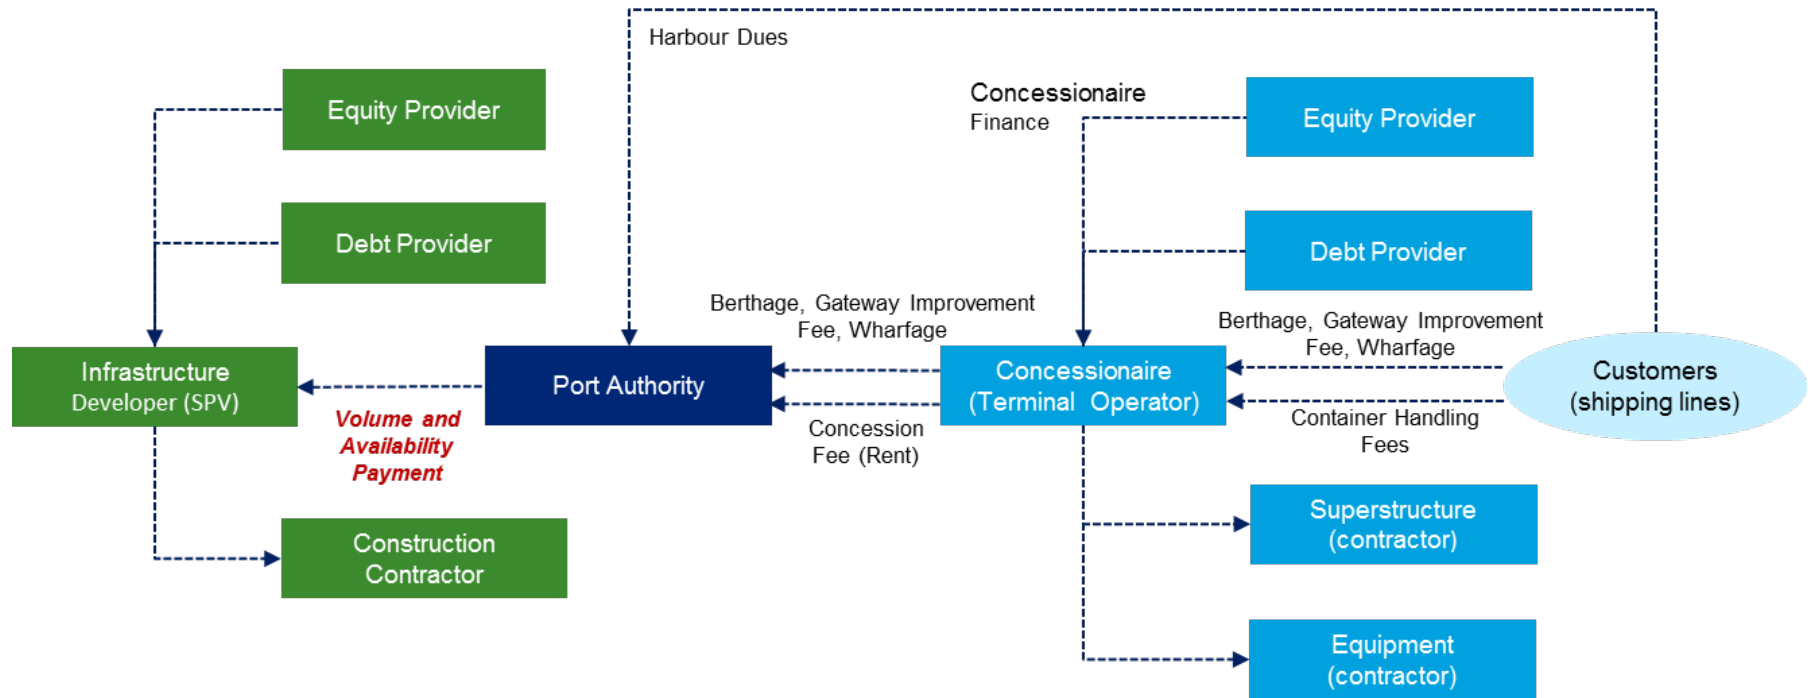 Harbour Dues
Equity Provider
Concessionaire
Finance
Equity Provider
Debt Provider
Debt Provider
Berthage, Gateway Improvement
Fee, Wharfage
Berthage, Gateway Improvement
Fee, Wharfage
Infrastructure
Developer (SPV)
Port Authority
Concessionaire
(Terminal Operator)
Customers
(shipping lines)
Volume and
Availability
Payment
Concession
Fee (Rent)
Container Handling
Fees
Construction
Contractor
Superstructure
(contractor)
Equipment
(contractor)